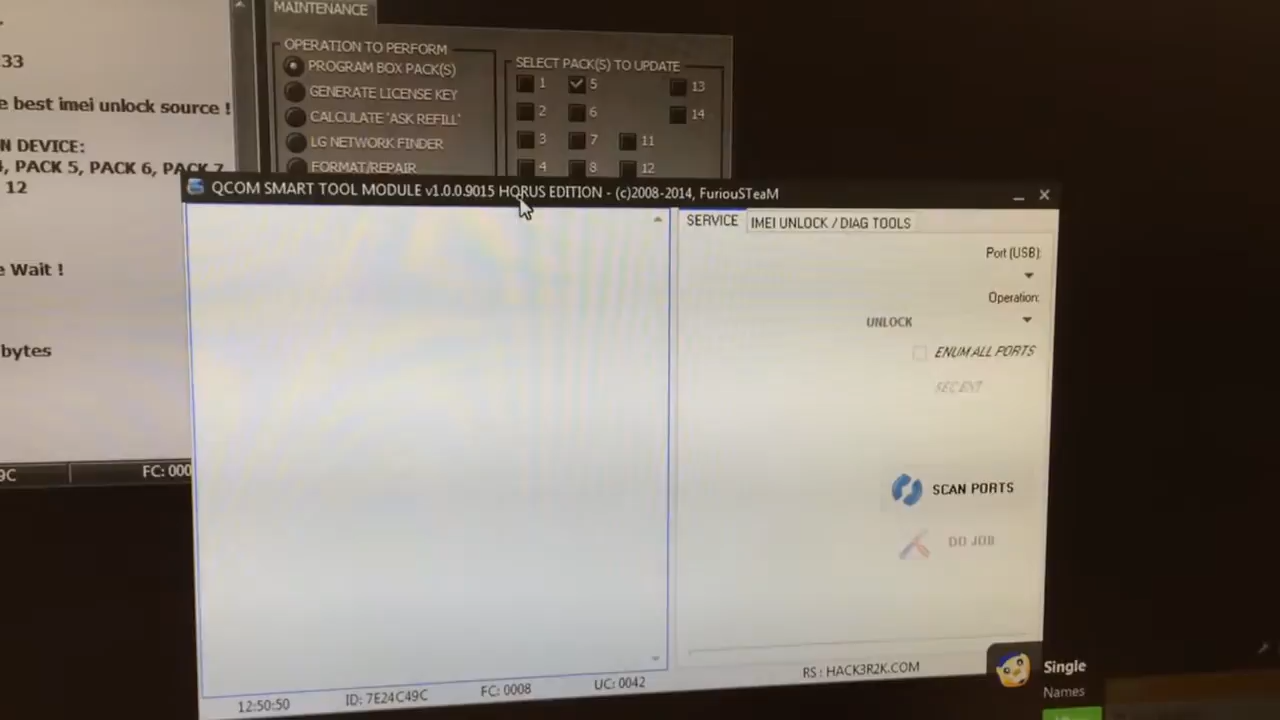 MAINTENANCE
OPERATION TO PERFORM
PROGRAM BOX PACK(S)
GENERATE LICENSE KEY
CALCULATE 'ASK REFILL'
LG NETWORK FINDER
FORMAT/REPAIR
SELECT PACK(S) TO UPDATE
1 5 13
2 6 14
3 7 11
4 8 12
33
e best imei unlock source !
N DEVICE:
, PACK 5, PACK 6, PACK 7
12
e Wait !
bytes
9C
FC: 000
QCOM SMART TOOL MODULE v1.0.0.9015 HORUS EDITION - (c)2008-2014, FuriouSTeaM
SERVICE
IMEI UNLOCK / DIAG TOOLS
Port (USB):
Operation:
UNLOCK
ENUM ALL PORTS
SECENT
SCAN PORTS
DO JOB
RS : HACK3R2K.COM
12:50:50
ID: 7E24C49C
FC: 0008
UC: 0042
Single
Names